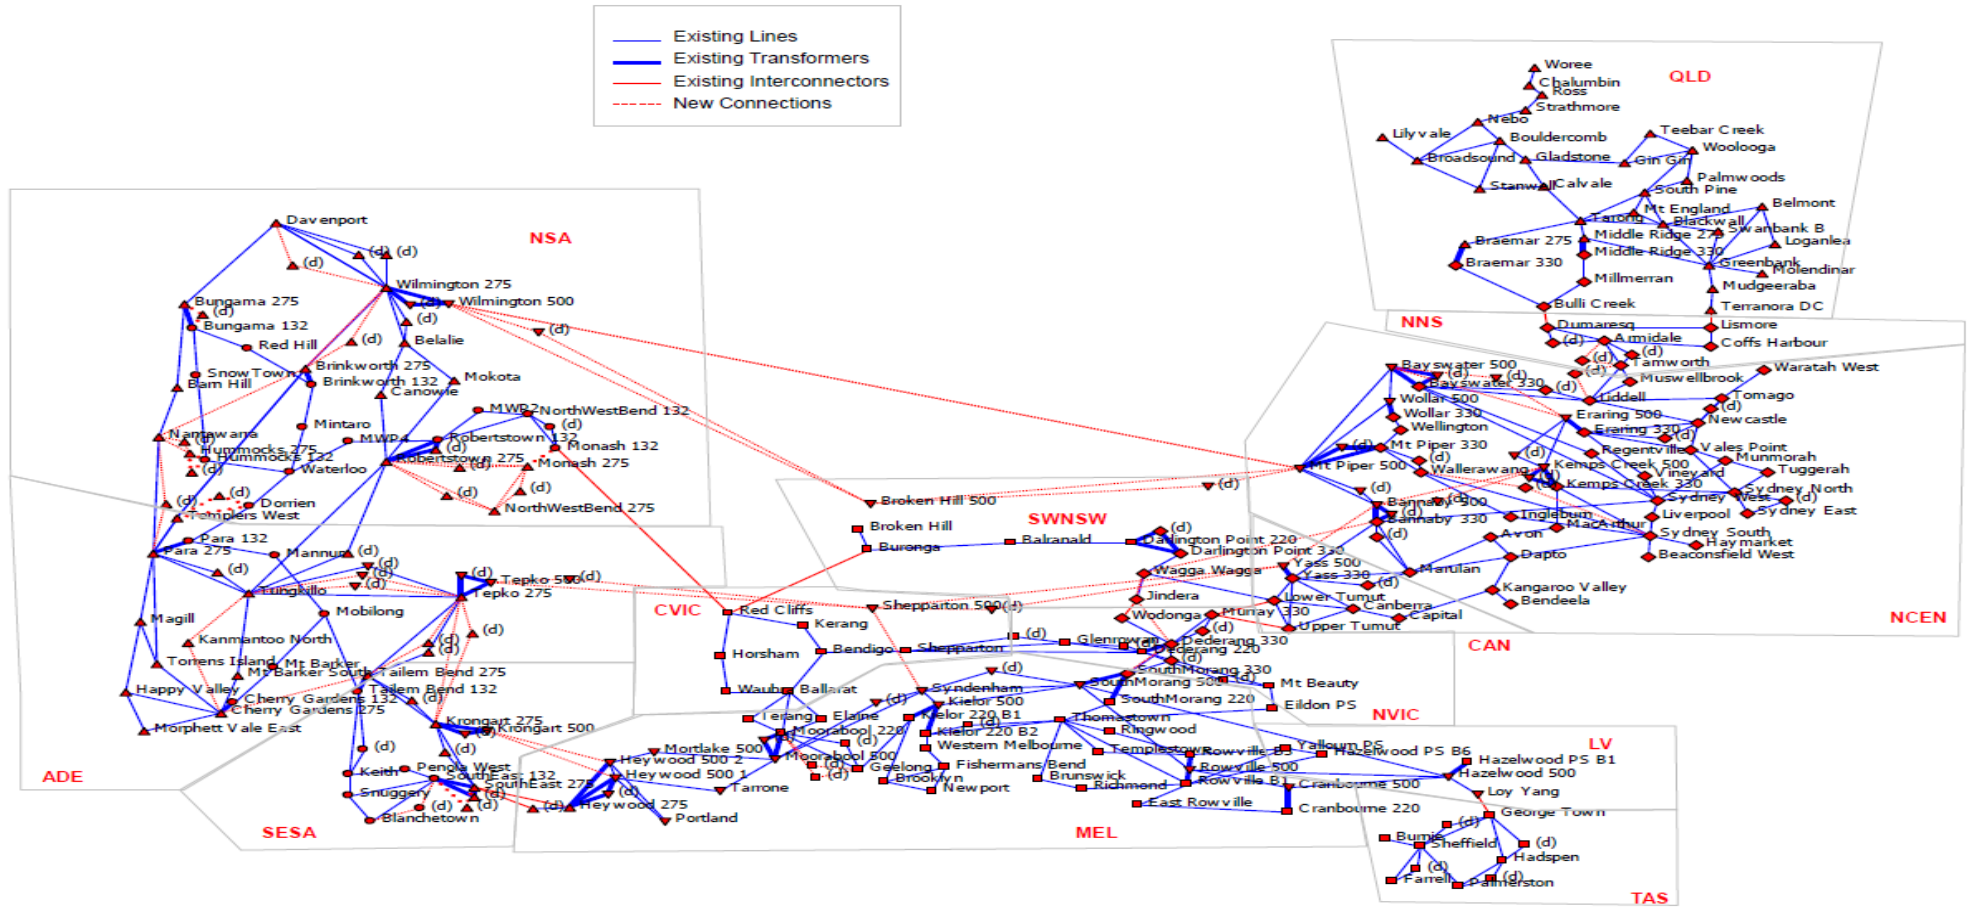 Existing Lines
Existing Transformers
Existing Interconnectors
New Connections
QLD
Woree
Chalumbin
Ross
Strathmore
Nebo
Lilyvale
Bouldercomb
Teebar Creek
Woolooga
Broadsound
Gladstone
Gin Gin
Stanwell
Calvale
Palmwoods
South Pine
Mt England
Belmont
Tarong
Blackwall
Swanbank B
Middle Ridge 275
Loganlea
Braemar 275
Middle Ridge 330
Greenbank
Braemar 330
Molendinar
Millmerran
Mudgeeraba
Bulli Creek
Terranora DC
NNS
Dumaresq
Lismore
(d)
Armidale
Coffs Harbour
(d)
(d)
Tamworth
(d)
Muswellbrook
Waratah West
Bayswater 500
(d)
(d)
Bayswater 330
(d)
Liddell
Tomago
(d)
Wollar 500
Eraring 500
Newcastle
Wollar 330
Eraring 330
(d)
Wellington
Mt Piper 330
(d)
Regentville
Vales Point
(d)
(d)
Munmorah
Mt Piper 500
Wallerawang
Kemps Creek 500
Vineyard
Tuggerah
(d)
Kemps Creek 330
(d)
Sydney North
Sydney West
(d)
Bannaby 500
(d)
(d)
Bannaby 330
Ingleburn
Liverpool
Sydney East
(d)
MacArthur
Avon
Sydney South
Haymarket
Dapto
Beaconsfield West
Marulan
Kangaroo Valley
Bendeela
NCEN
Yass 500
Yass 330
(d)
Lower Tumut
Canberra
Capital
Upper Tumut
CAN
NSA
Davenport
(d)
(d)
(d)
Wilmington 275
(d)
Wilmington 500
Bungama 275
(d)
Bungama 132
(d)
(d)
Red Hill
(d)
Belalie
Snow Town
Brinkworth 275
Brinkworth 132
Mokota
Barn Hill
Canowie
Mintaro
MWP2
NorthWestBend 132
(d)
Nantawana
(d)
MWP4
Robertstown 132
(d)
Monash 132
Hummocks 275
Hummocks 132
(d)
Waterloo
Robertstown 275
(d)
Monash 275
(d)
(d)
(d)
(d)
Dorrien
Templers West
NorthWestBend 275
Para 132
Para 275
Mannum
(d)
(d)
(d)
(d)
(d)
(d)
Tepko 500
(d)
Tungkillo
Tepko 275
Mobilong
Magill
Kanmantoo North
(d)
(d)
(d)
Torrens Island
Mt Barker
Mt Barker South
Tailem Bend 275
Happy Valley
Cherry Gardens 132
Tailem Bend 132
(d)
Cherry Gardens 275
Morphett Vale East
ADE
Krongart 275
(d)
Krongart 500
(d)
(d)
Keith
Penola West
SouthEast 132
SouthEast 275
Snuggery
(d)
(d)
(d)
Blanchetown
SESA
Broken Hill 500
(d)
SWNSW
Broken Hill
Buronga
Balranald
(d)
Darlington Point 220
Darlington Point 330
Wagga Wagga
Jindera
Wodonga
Murray 330
(d)
CVIC
Red Cliffs
Shepparton 500
(d)
Kerang
(d)
Glenrowan
(d)
Dederang 330
Dederang 220
Horsham
Bendigo
Shepparton
(d)
Waubra
Ballarat
(d)
Syndenham
SouthMorang 330
SouthMorang 500
(d)
Mt Beauty
SouthMorang 220
Eildon PS
NVIC
Terang
Elaine
(d)
Kielor 500
Kielor 220 B1
(d)
Thomastown
Kielor 220 B2
Ringwood
Moorabool 220
(d)
Moorabool 500
Western Melbourne
Templestowe
Rowville B3
Yallourn PS
LV
Hazelwood PS B6
Hazelwood PS B1
Mortlake 500
Heywood 500 2
Heywood 500 1
(d)
(d)
Geelong
Brooklyn
Fishermans Bend
Newport
Brunswick
Richmond
Rowville 500
Rowville B1
Cranbourne 500
Hazelwood 500
Tarrone
(d)
(d)
Heywood 275
Portland
East Rowville
Cranbourne 220
MEL
Loy Yang
George Town
(d)
Burnie
Sheffield
(d)
Hadspen
(d)
Farrell
(d)
Palmerston
TAS